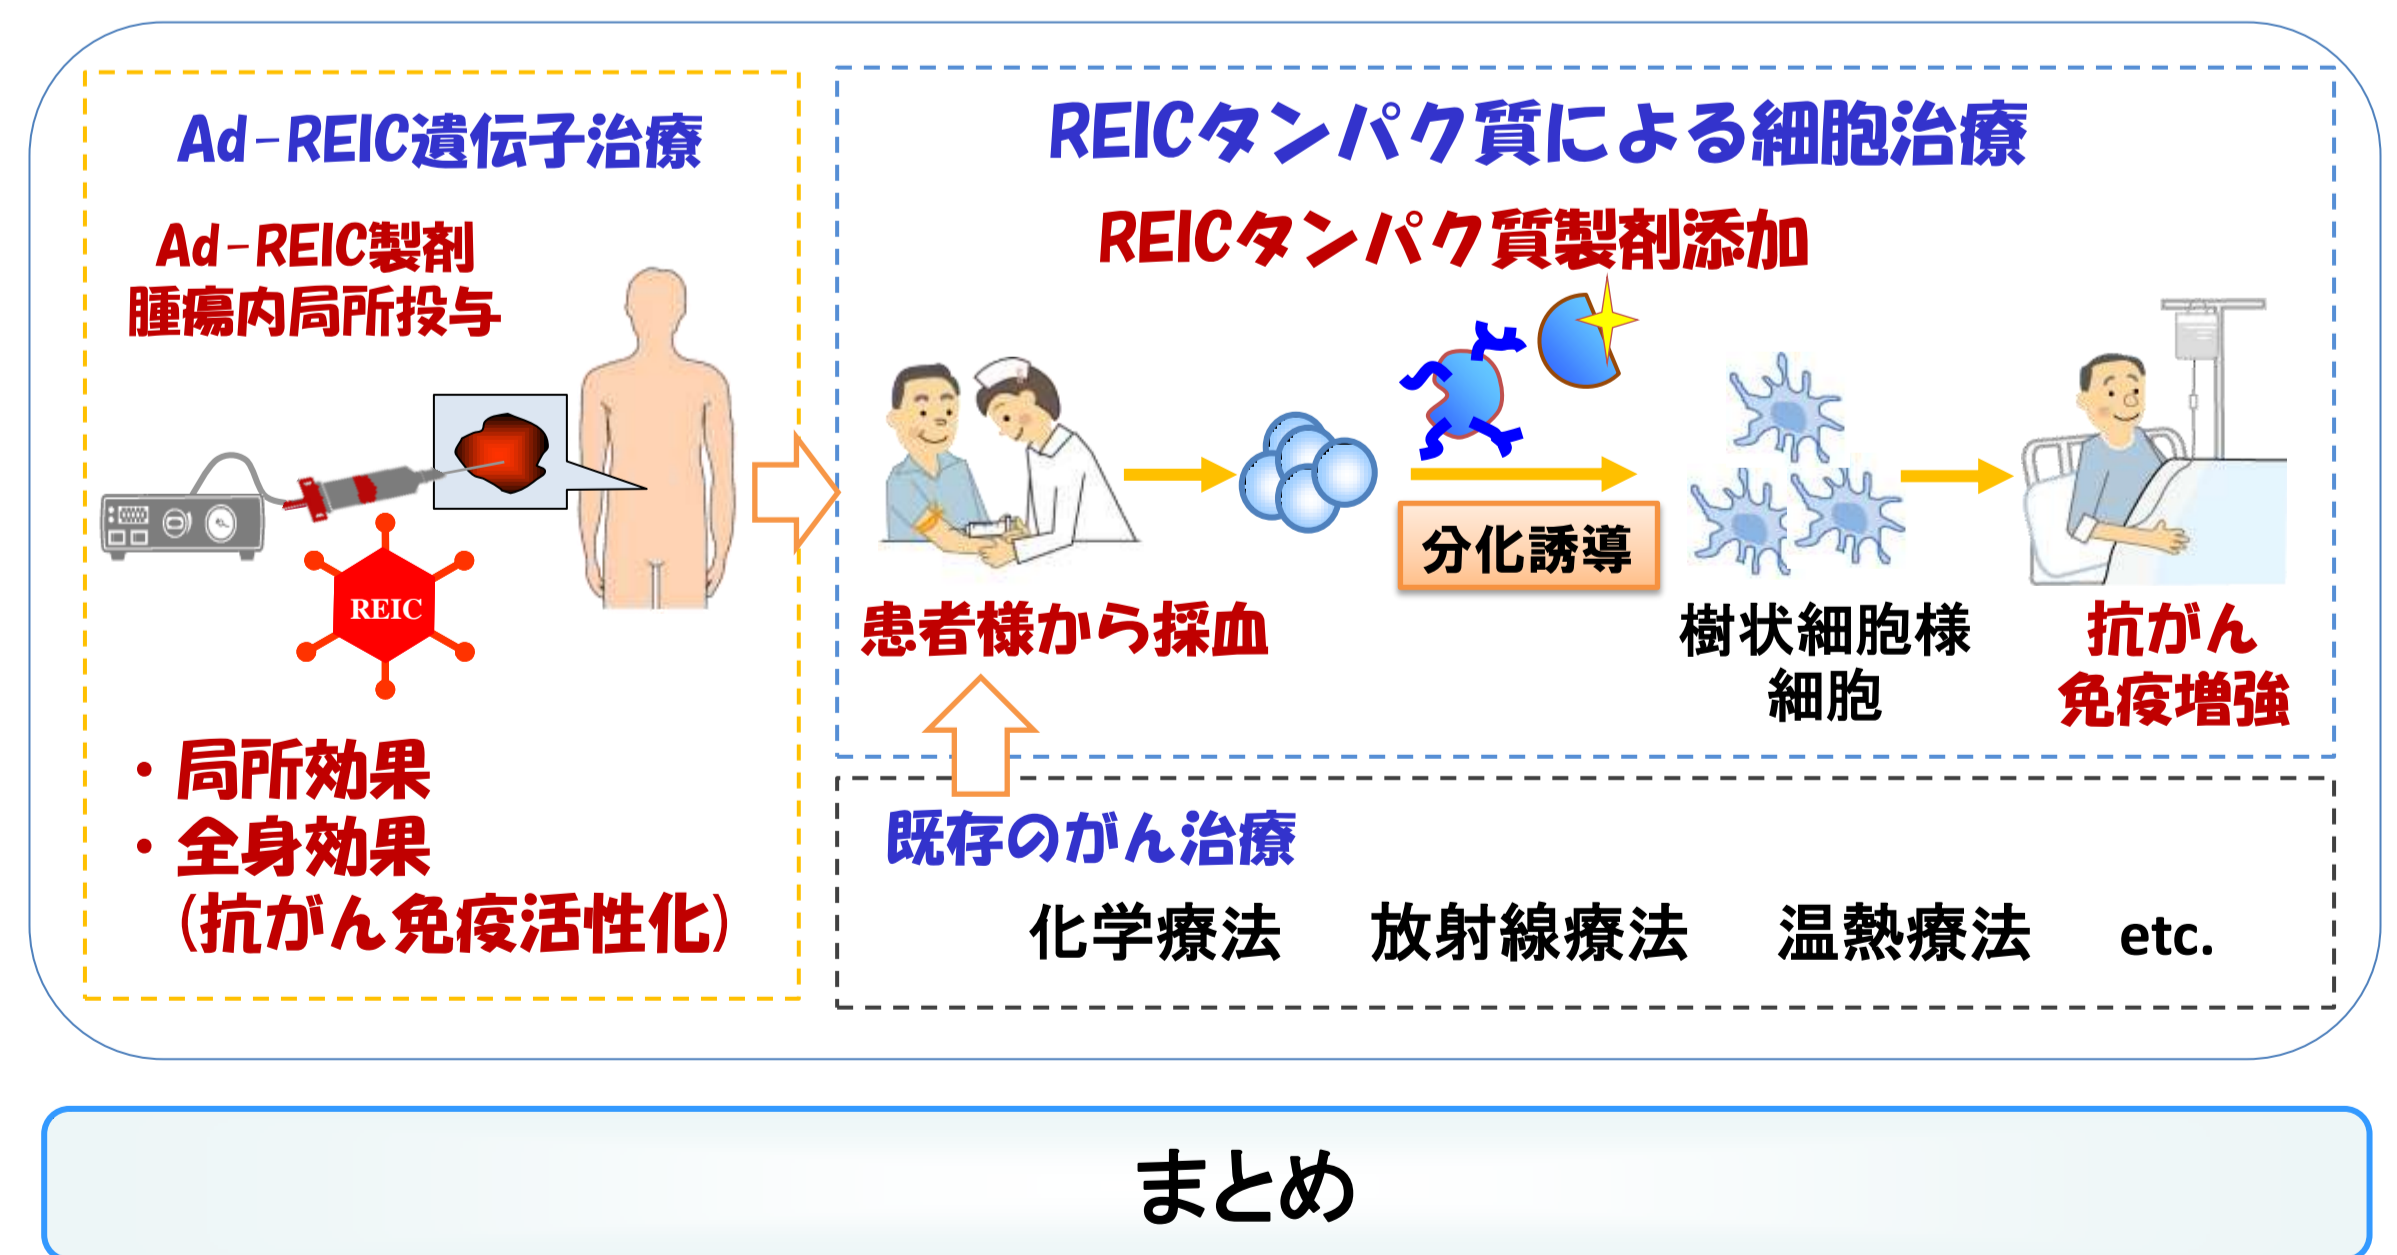 Ad-REIC遺伝子治療
Ad-REIC製剤
腫瘍内局所投与
REIC
・局所効果
・全身効果
(抗がん免疫活性化)
REICタンパク質による細胞治療
REICタンパク質製剤添加
分化誘導
患者様から採血
樹状細胞様
細胞
抗がん
免疫増強
既存のがん治療
化学療法 放射線療法 温熱療法 etc.
まとめ